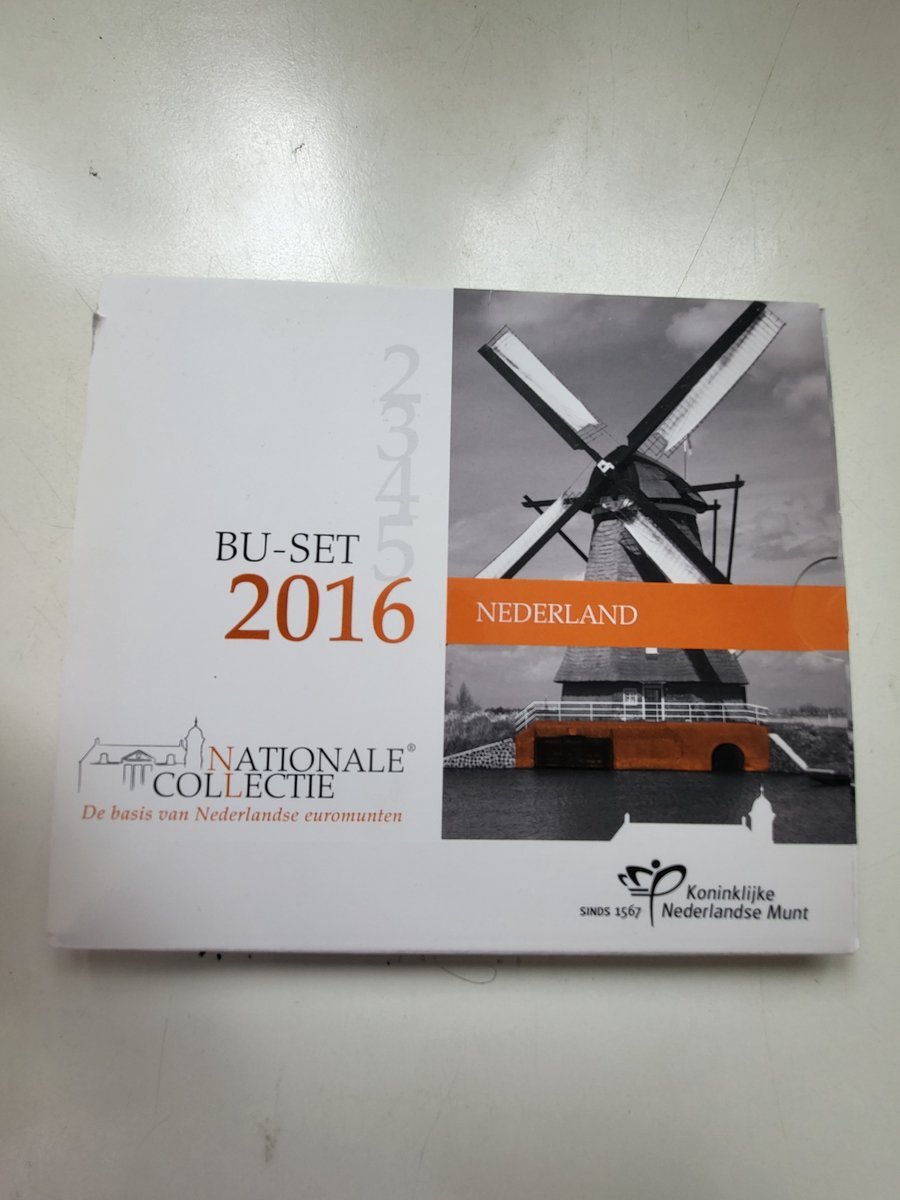 2
3
4
5
BU-SET
2016
NEDERLAND
NATIONALE®
COLLECTIE
De basis van Nederlandse euromunten
SINDS 1567
Koninklijke
Nederlandse Munt